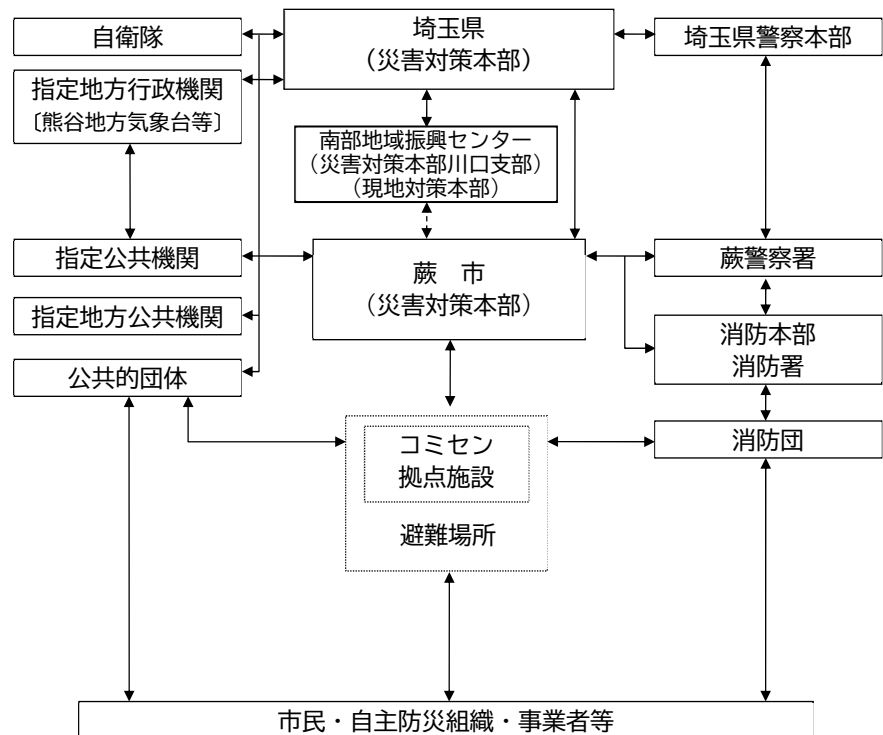 自衛隊
埼玉県
（災害対策本部）
埼玉県警察本部
指定地方行政機関
〔熊谷地方気象台等〕
南部地域振興センター
（災害対策本部川口支部）
（現地対策本部）
指定公共機関
蕨　市
（災害対策本部）
蕨警察署
指定地方公共機関
消防本部
消防署
公共的団体
コミセン
拠点施設
消防団
避難場所
市民・自主防災組織・事業者等